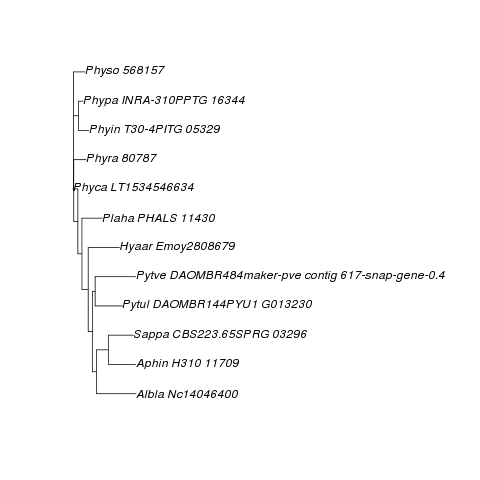 Physo 568157
Phypa INRA-310PPTG 16344
Phyin T30-4PITG 05329
Phyra 80787
Phyca LT1534546634
Plaha PHALS 11430
Hyaar Emoy2808679
Pytve DAOMBR484maker-pve contig 617-snap-gene-0.4
Pytul DAOMBR144PYU1 G013230
Sappa CBS223.65SPRG 03296
Aphin H310 11709
Albla Nc14046400